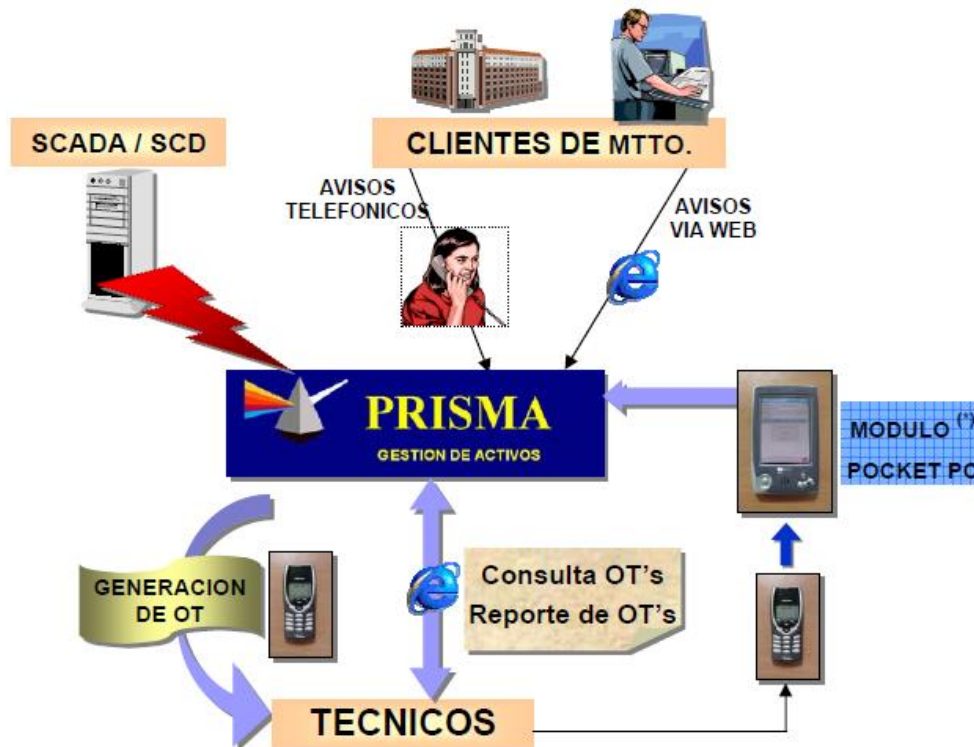 SCADA / SCD
CLIENTES DE MTTO.
AVISOS
TELEFONICOS
AVISOS
VIA WEB
PRISMA
GESTION DE ACTIVOS
MODULO (*)
POCKET PC
GENERACION
DE OT
Consulta OT's
Reporte de OT's
TECNICOS